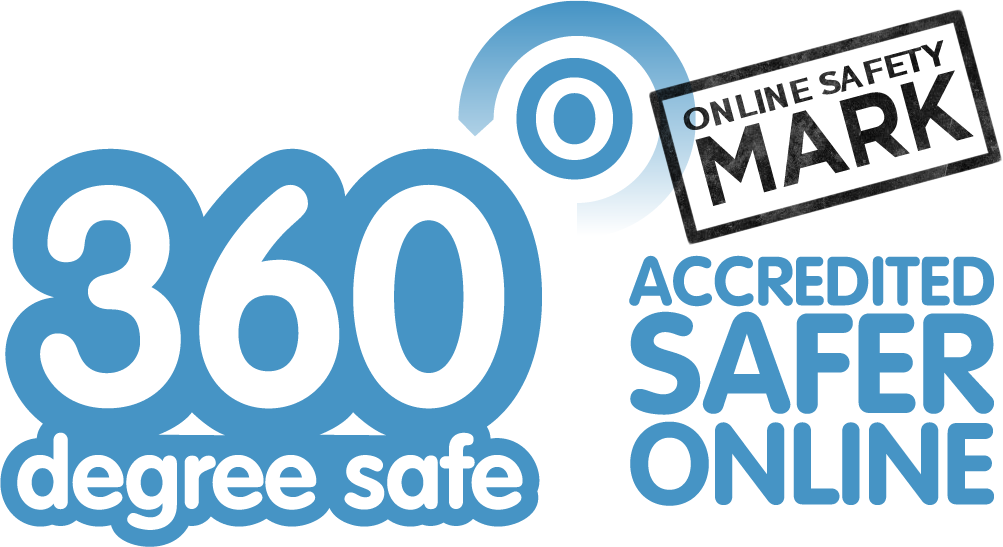 360
degree safe
ONLINE SAFETY
MARK
ACCREDITED
SAFER
ONLINE